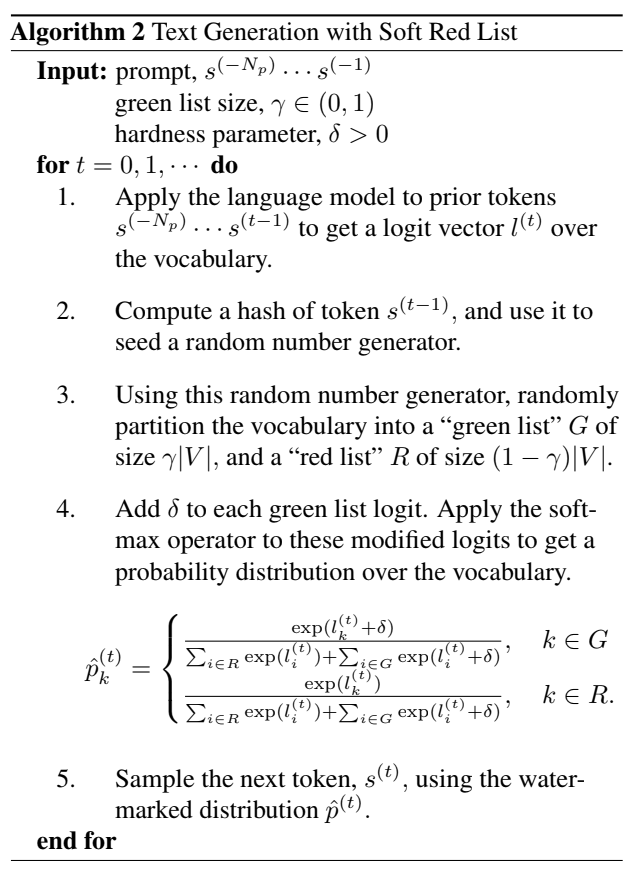 Algorithm 2 Text Generation with Soft Red List
Input: prompt, $s^{(-N_p)} \cdots s^{(-1)}$
green list size, $\gamma \in (0, 1)$
hardness parameter, $\delta > 0$
for $t = 0, 1, \cdots$ do
1. Apply the language model to prior tokens
$s^{(-N_p)} \cdots s^{(t-1)}$ to get a logit vector $l^{(t)}$ over
the vocabulary.
2. Compute a hash of token $s^{(t-1)}$, and use it to
seed a random number generator.
3. Using this random number generator, randomly
partition the vocabulary into a “green list” $G$ of
size $\gamma|V|$, and a “red list” $R$ of size $(1 - \gamma)|V|$.
4. Add $\delta$ to each green list logit. Apply the soft-
max operator to these modified logits to get a
probability distribution over the vocabulary.
$\hat{p}_k^{(t)} = \begin{cases} \frac{\exp(l_k^{(t)}+\delta)}{\sum_{i \in R} \exp(l_i^{(t)})+\sum_{i \in G} \exp(l_i^{(t)}+\delta)}, & k \in G \\ \frac{\exp(l_k^{(t)})}{\sum_{i \in R} \exp(l_i^{(t)})+\sum_{i \in G} \exp(l_i^{(t)}+\delta)}, & k \in R. \end{cases}$
5. Sample the next token, $s^{(t)}$, using the water-
marked distribution $\hat{p}^{(t)}$.
end for